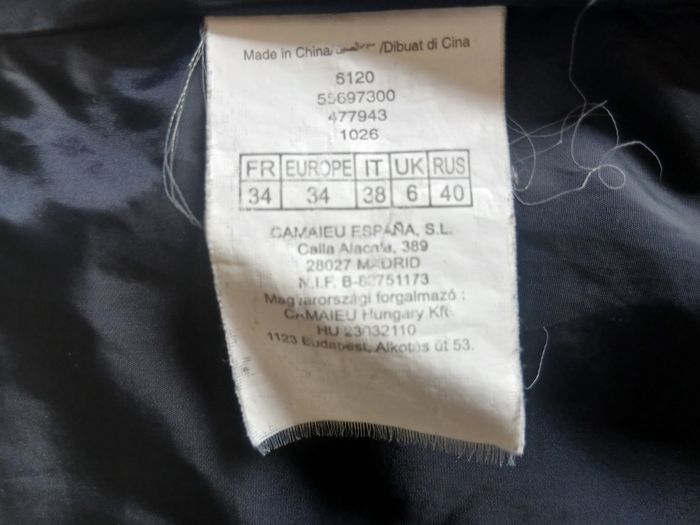 Made in China/ /Dibuat di Cina
6120
55697300
477943
1026
FR EUROPE IT UK RUS
34 34 38 6 40
CAMAIEU ESPAÑA, S.L.
Calla Alacala, 389
28027 MADRID
N.I.F. B-82751173
Magyarországi forgalmazó :
CAMAIEU Hungary Kft
HU 23032110
1123 Budapest, Alkotás út 53.